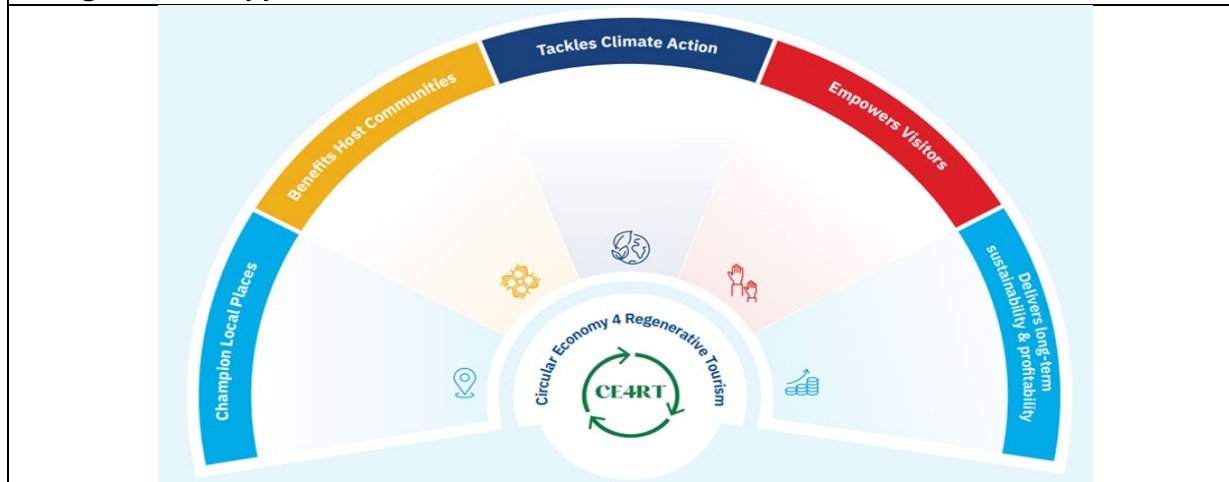 Tackles Climate Action
Benefits Host Communities
Empowers Visitors
Champion Local Places
Delivers long-term
sustainability & profitability
Circular Economy 4 Regenerative Tourism
CE4RT